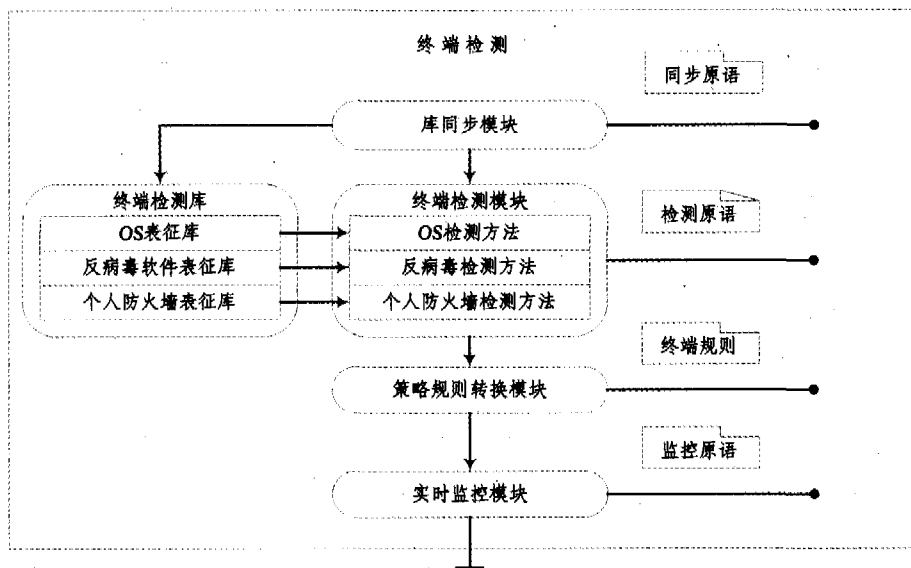 终端检测
同步原语
库同步模块
终端检测库
终端检测模块
检测原语
OS表征库
OS检测方法
反病毒软件表征库
反病毒检测方法
个人防火墙表征库
个人防火墙检测方法
终端规则
策略规则转换模块
监控原语
实时监控模块